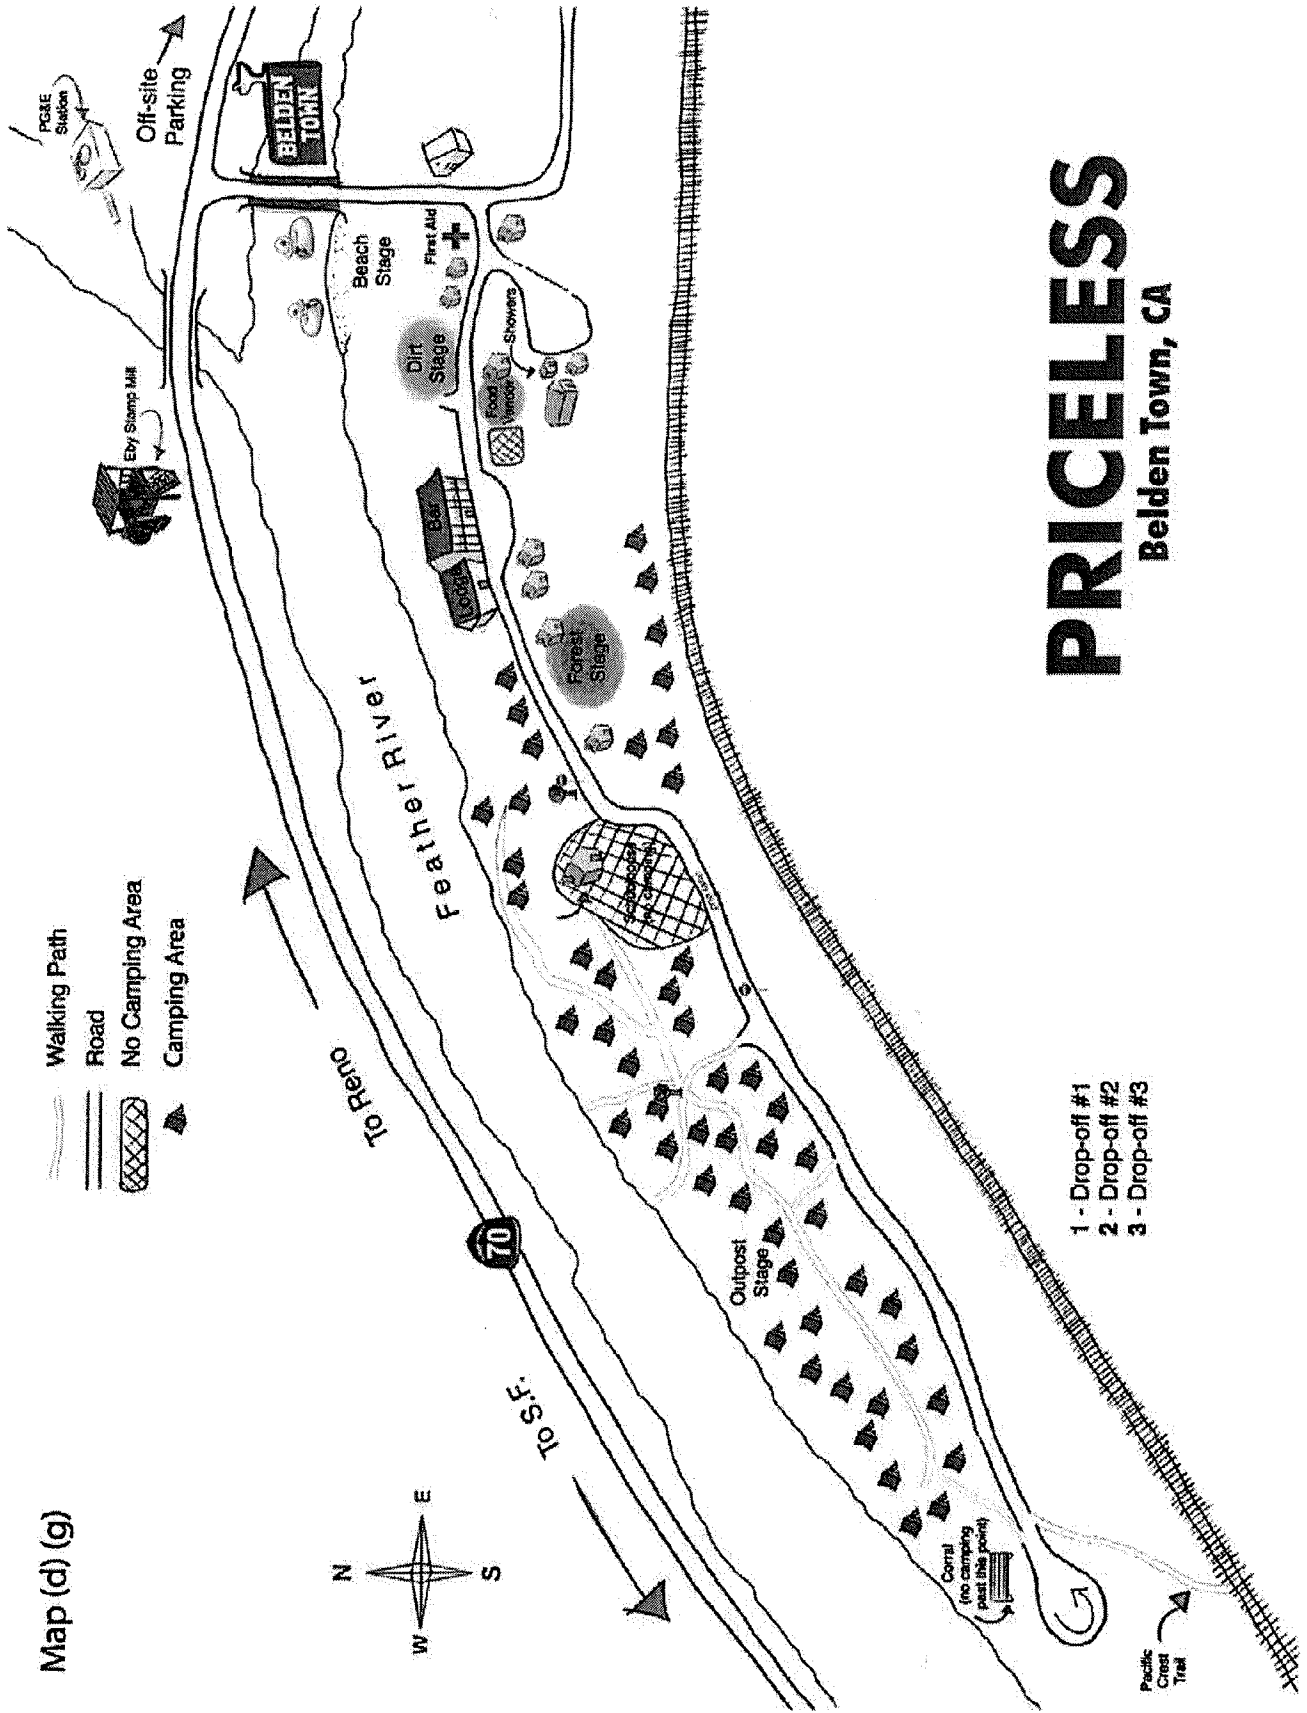 Map (d) (g)
Walking Path
Road
No Camping Area
Camping Area
N
W
E
S
To Reno
To S.F.
70
Feather River
Eby Stamp Mill
PG&E
Station
Off-site
Parking
BELDEN
TOWN
Beach
Stage
First Aid
Dirt
Stage
Showers
Food
Vendor
Bar
Lodge
Forest
Stage
(no camping)
Outpost
Stage
Corral
(no camping
past this point)
Pacific
Crest
Trail
1 - Drop-off #1
2 - Drop-off #2
3 - Drop-off #3
PRICELESS
Belden Town, CA